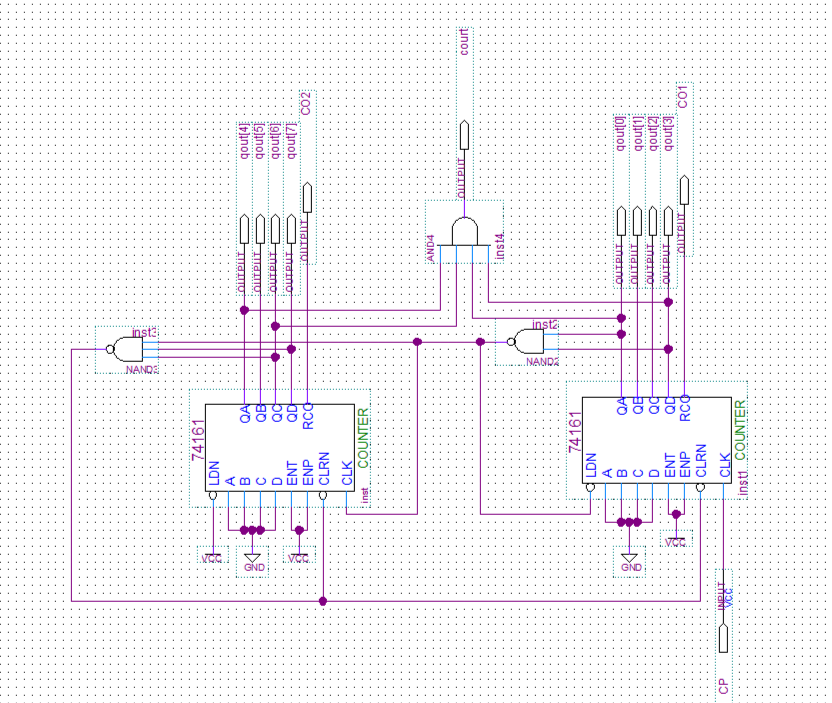 court
CO2
CO1
qout[4]
qout[5]
qout[6]
qout[7]
qout[0]
qout[1]
qout[2]
qout[3]
OUTPUT
OUTPUT
OUTPUT
OUTPUT
OUTPUT
OUTPUT
OUTPUT
OUTPUT
OUTPUT
OUTPUT
OUTPUT
AND4
inst4
inst3
NAND3
inst2
NAND2
74161
QA
QB
QC
QD
RCO
LDN
A
B
C
D
ENT
ENP
CLRN
CLK
COUNTER
inst
74161
QA
QB
QC
QD
RCO
LDN
A
B
C
D
ENT
ENP
CLRN
CLK
COUNTER
inst1
VCC
GND
VCC
GND
VCC
INPUT
VCC
CP